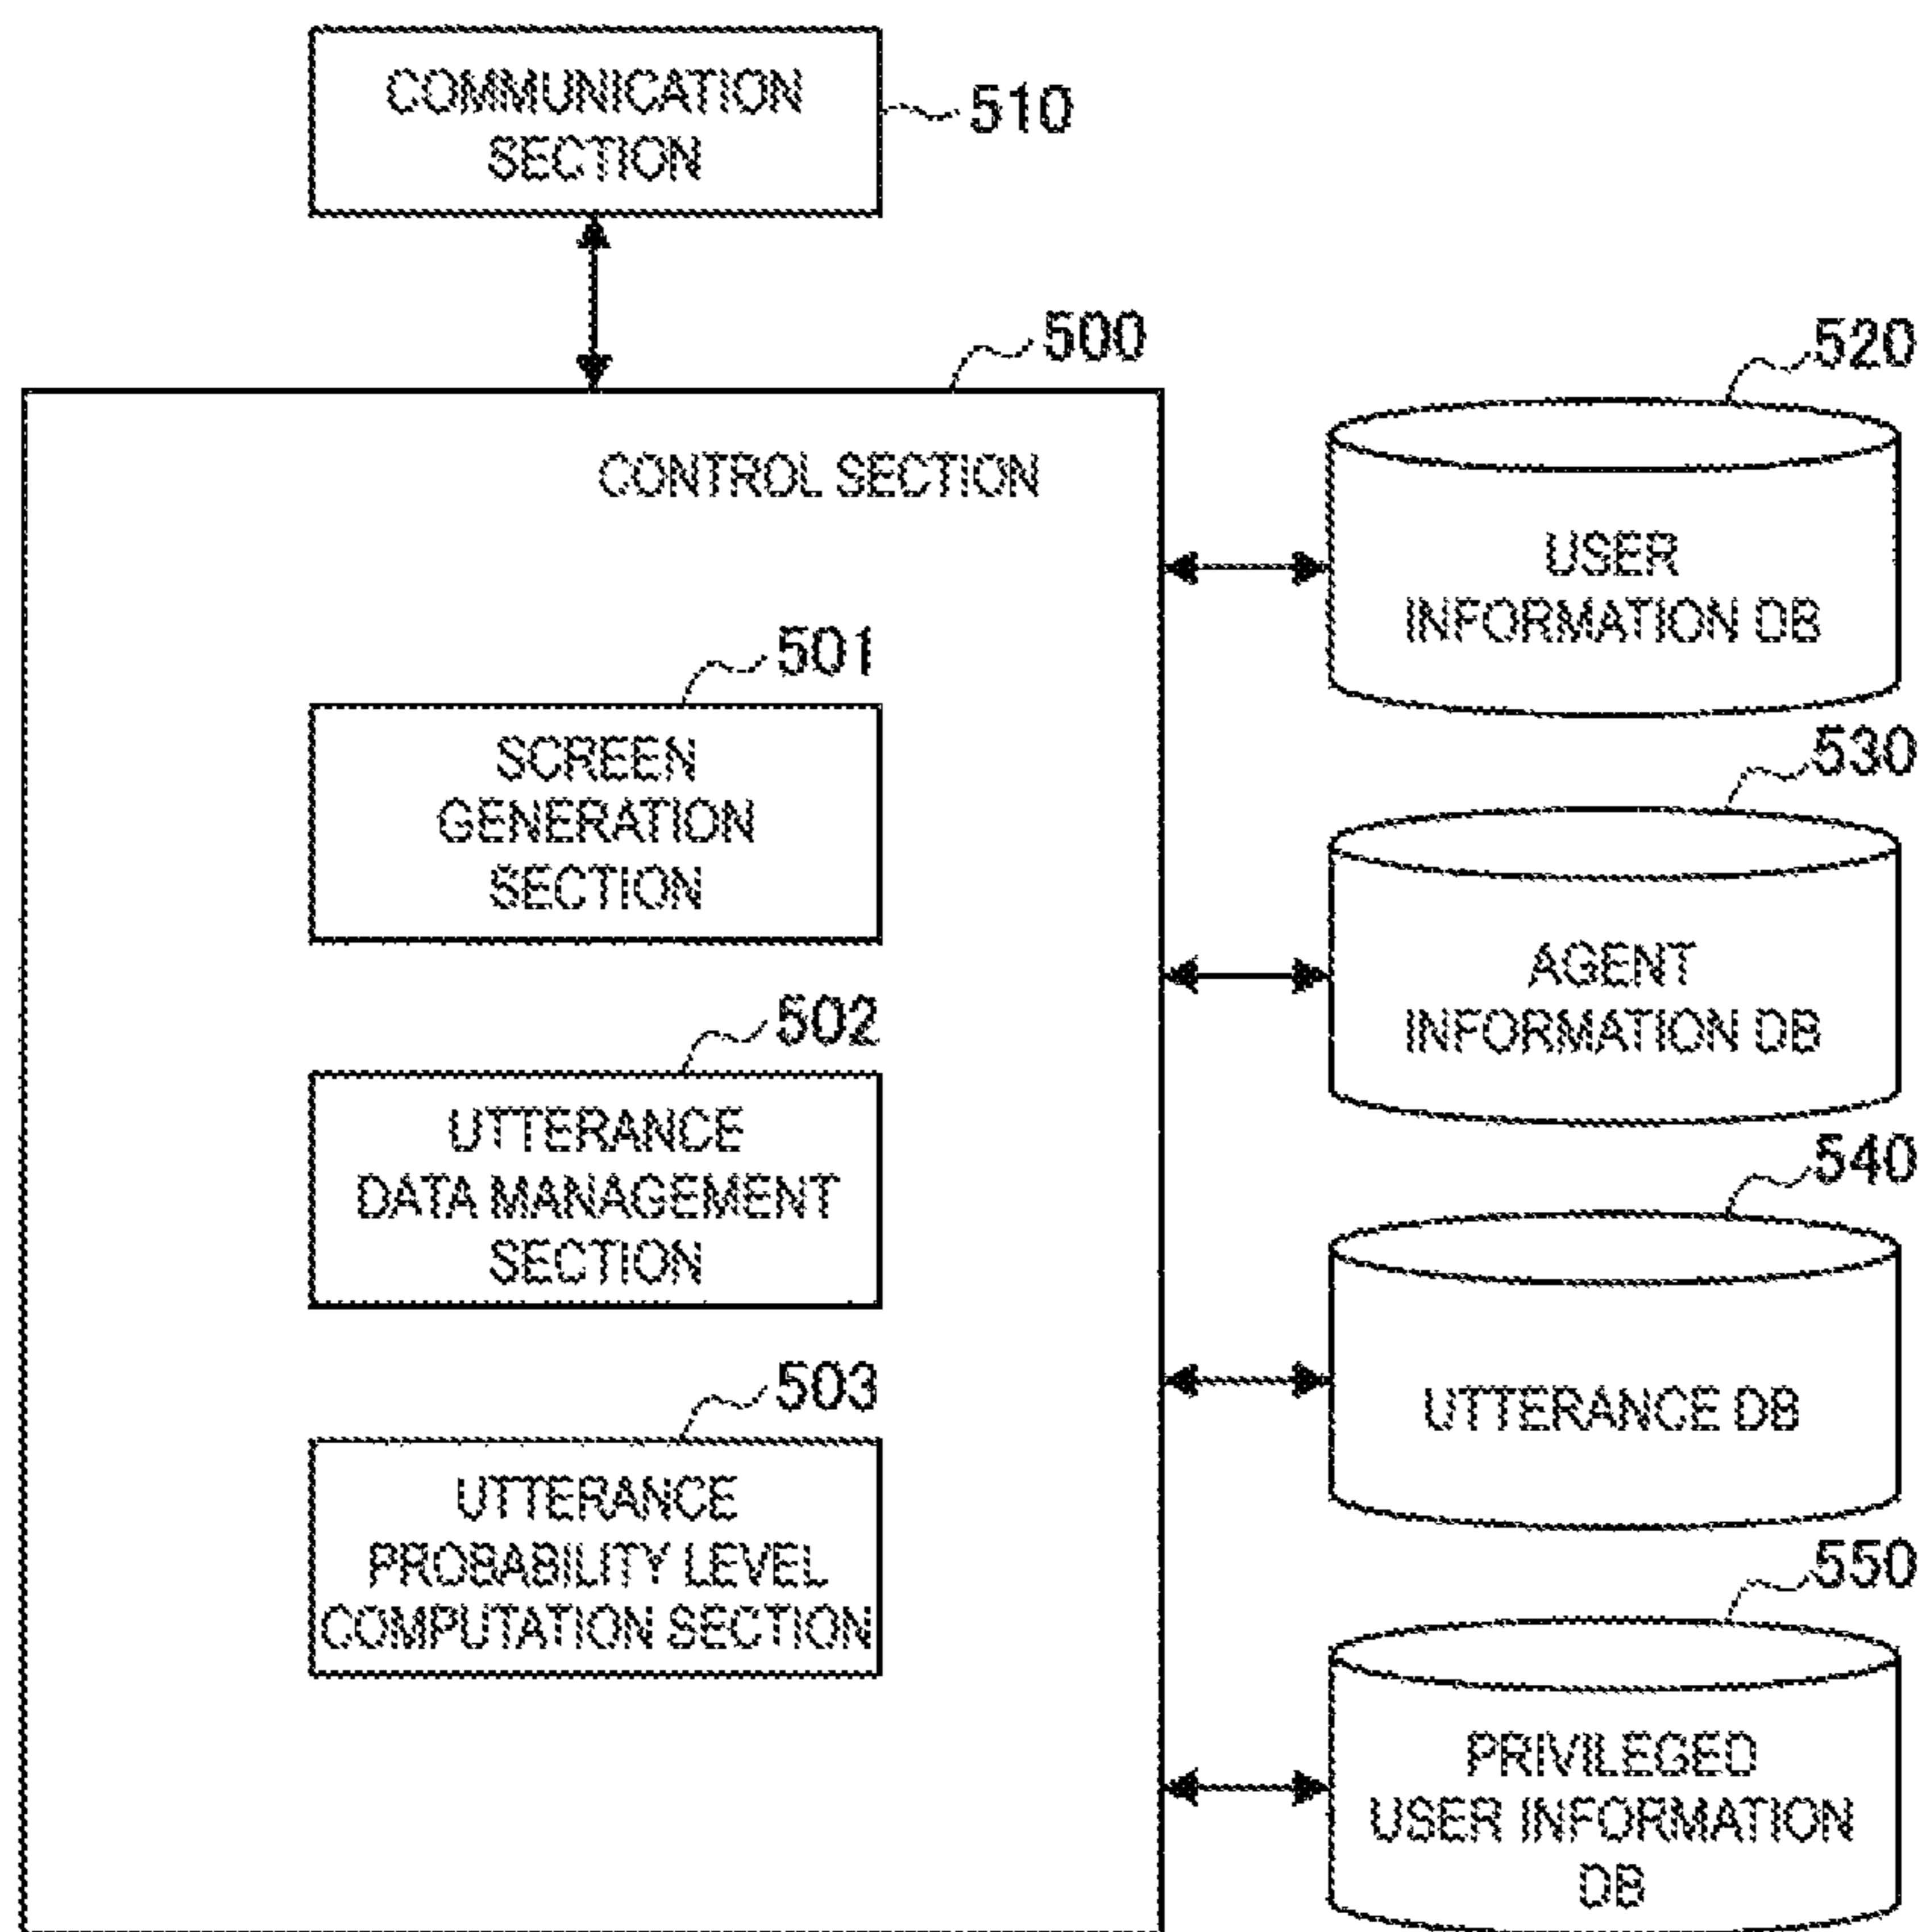 COMMUNICATION
SECTION
510
500
CONTROL SECTION
501
SCREEN
GENERATION
SECTION
502
UTTERANCE
DATA MANAGEMENT
SECTION
503
UTTERANCE
PROBABILITY LEVEL
COMPUTATION SECTION
520
USER
INFORMATION DB
530
AGENT
INFORMATION DB
540
UTTERANCE DB
550
PRIVILEGED
USER INFORMATION
DB